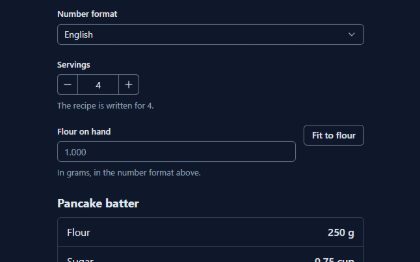 Number format
English
Servings
− 4 +
The recipe is written for 4.
Flour on hand
Fit to flour
1.000
In grams, in the number format above.
Pancake batter
Flour 250 g
Sugar 0.75 cup